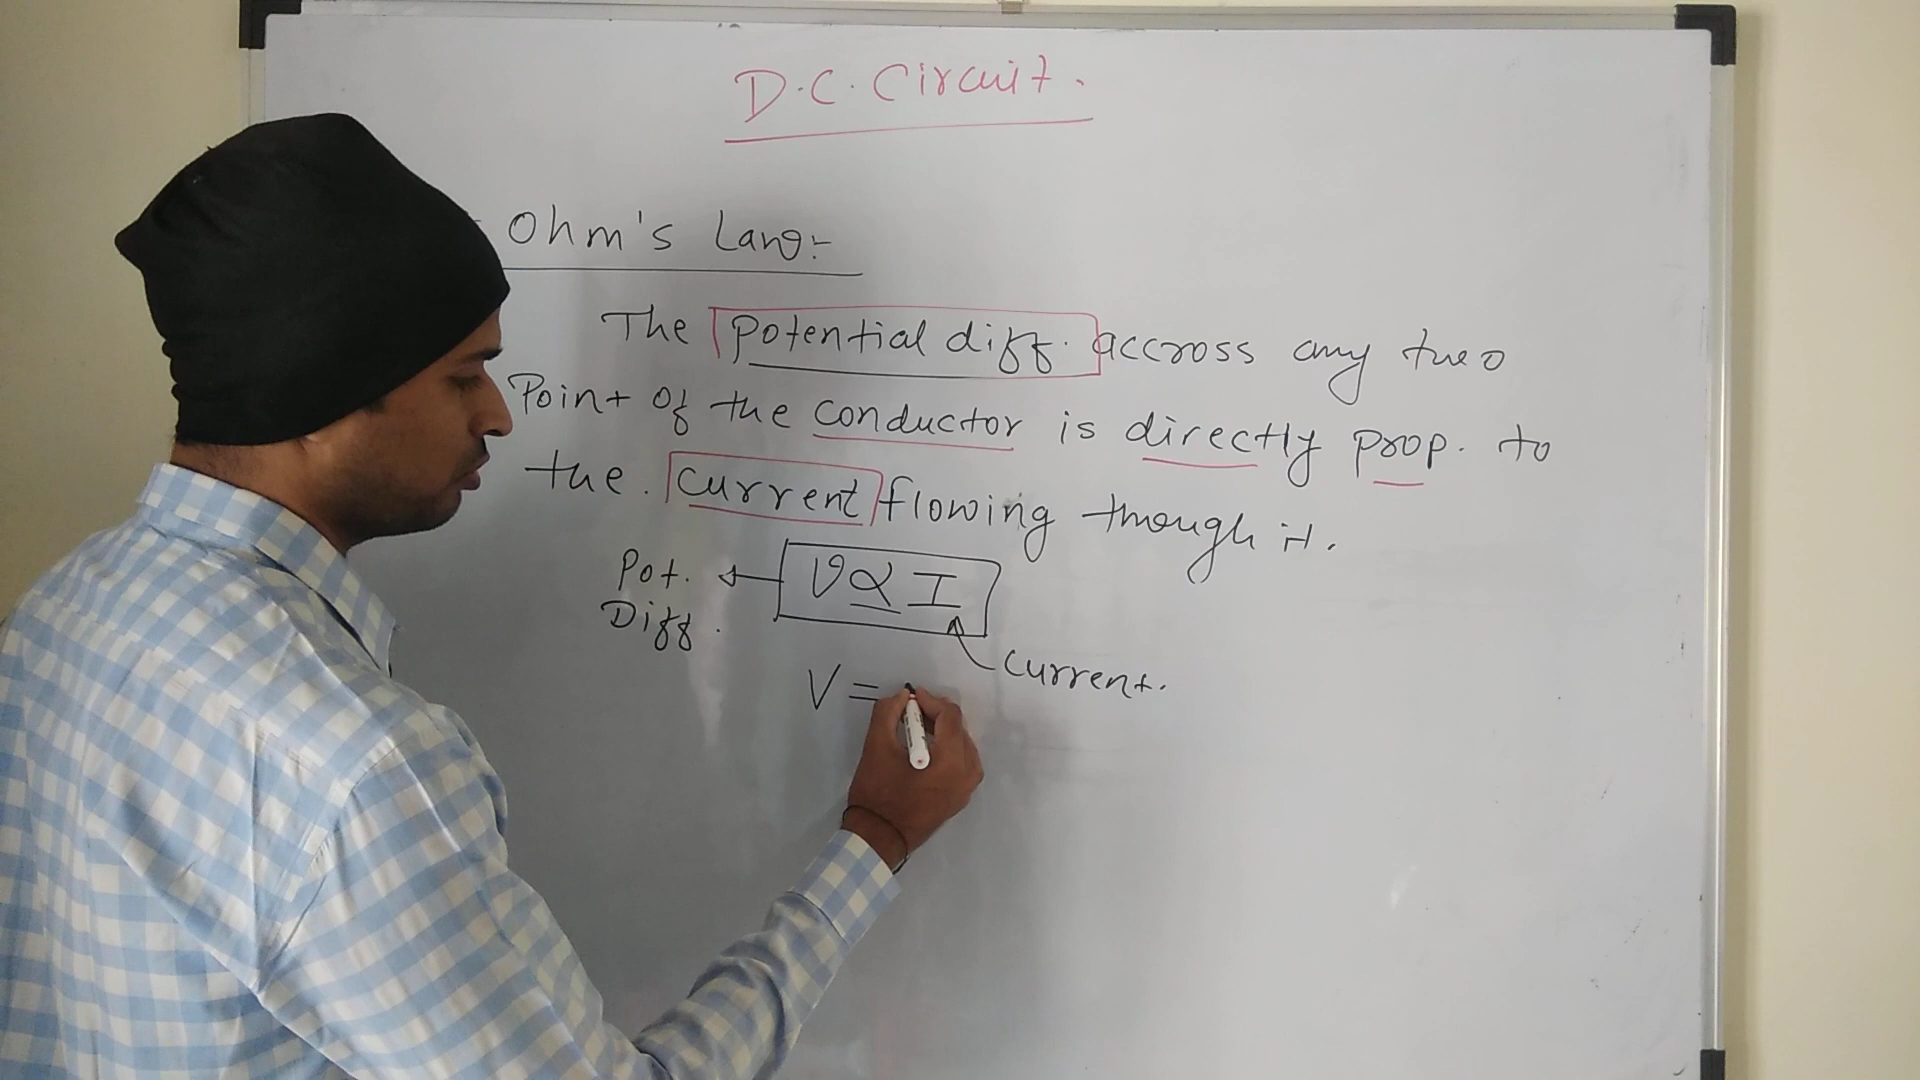 D.C. Circuit.
Ohm's Law:-
The Potential diff. accross any two
Point of the conductor is directly prop. to
the. current flowing through it.
Pot. Diff. V∝I
Current.
V=